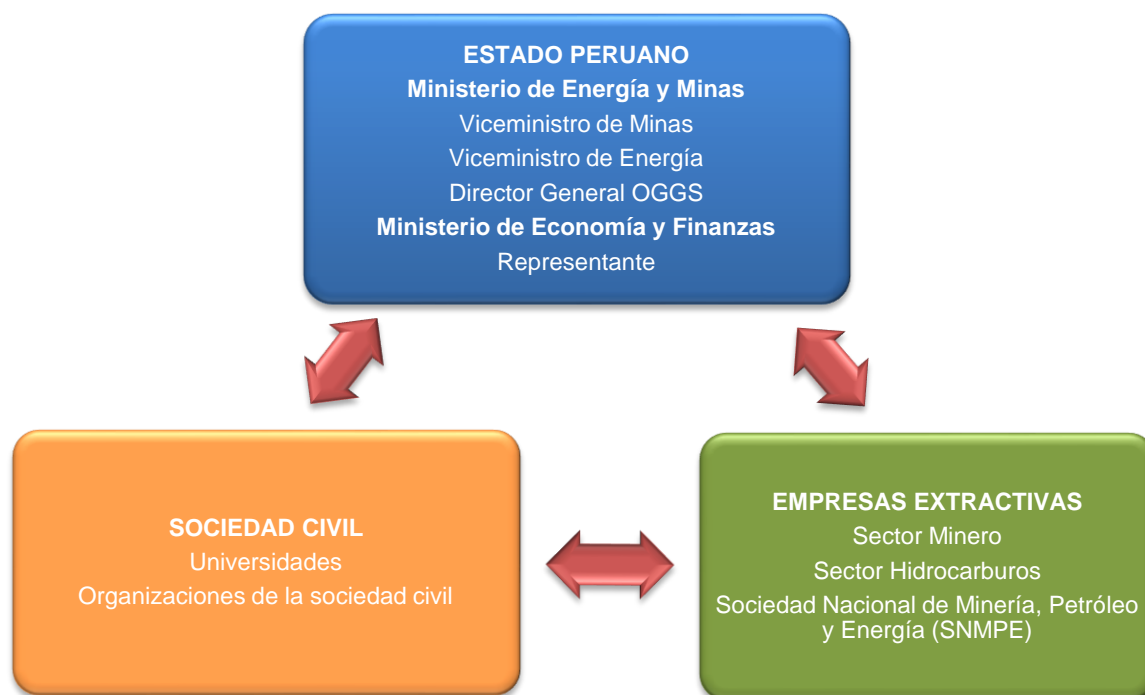 ESTADO PERUANO
Ministerio de Energía y Minas
Viceministro de Minas
Viceministro de Energía
Director General OGGS
Ministerio de Economía y Finanzas
Representante
SOCIEDAD CIVIL
Universidades
Organizaciones de la sociedad civil
EMPRESAS EXTRACTIVAS
Sector Minero
Sector Hidrocarburos
Sociedad Nacional de Minería, Petróleo
y Energía (SNMPE)